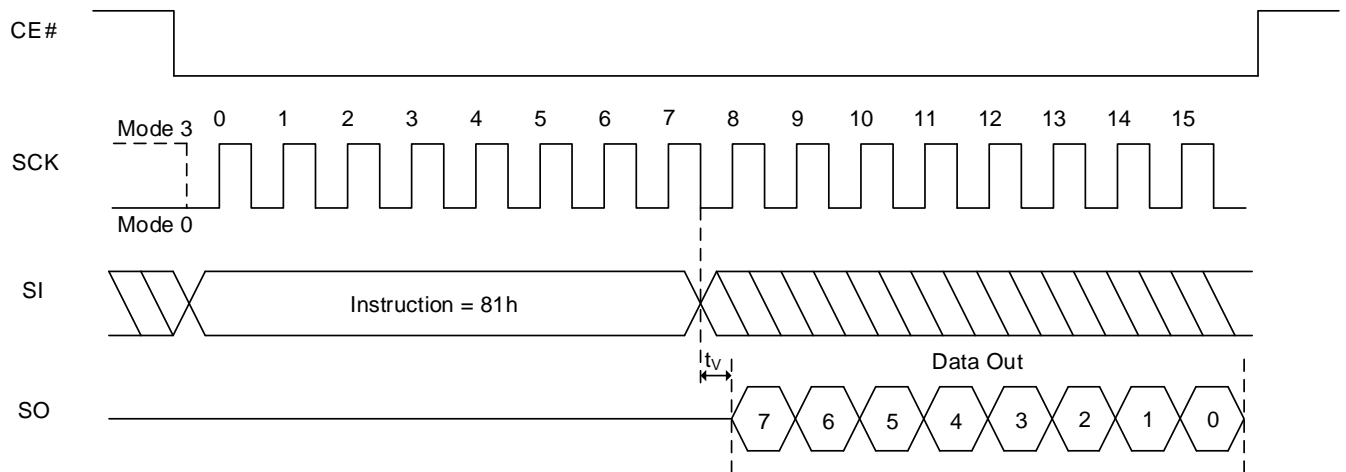 CE#
0 1 2 3 4 5 6 7 8 9 10 11 12 13 14 15
Mode 3
SCK
Mode 0
SI
Instruction = 81h
tV
Data Out
SO
7 6 5 4 3 2 1 0